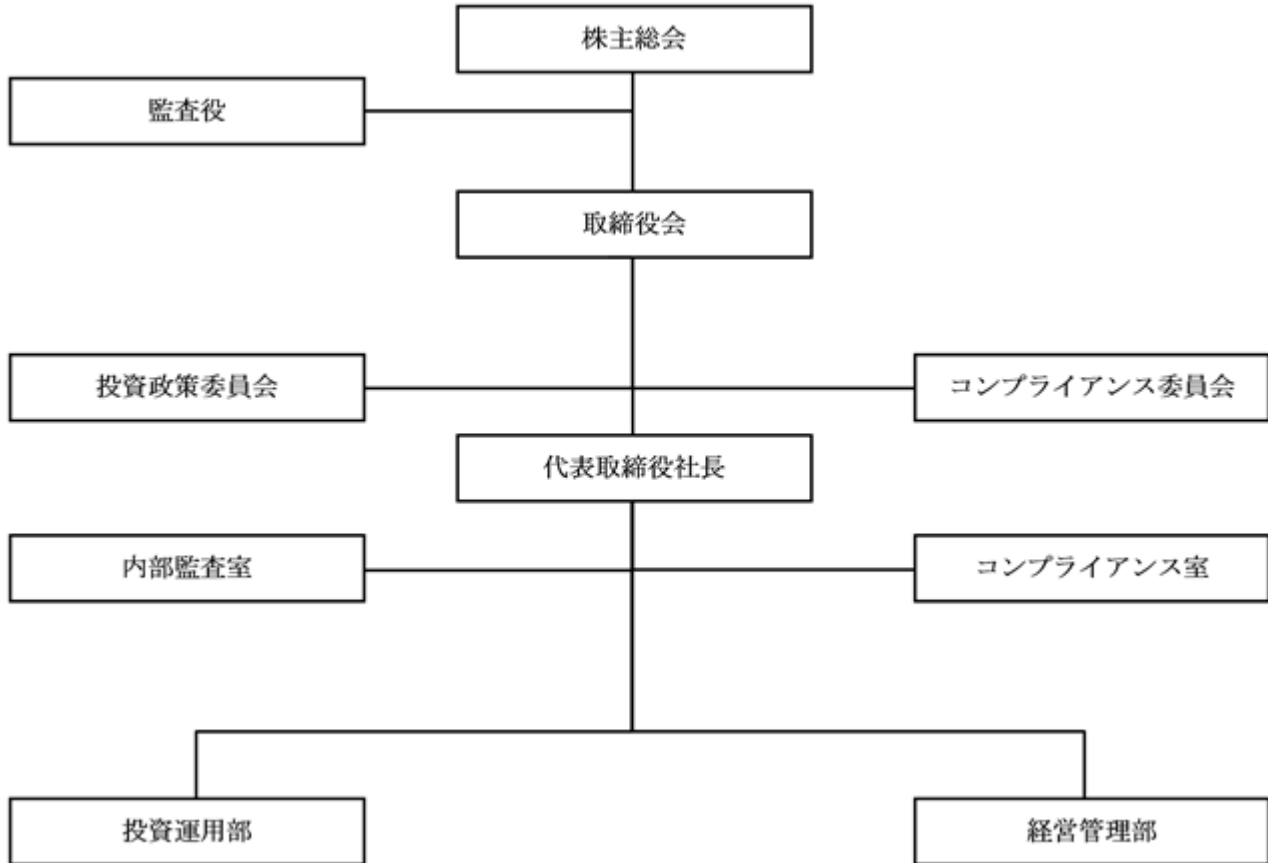 株主総会
監査役
取締役会
投資政策委員会
コンプライアンス委員会
代表取締役社長
内部監査室
コンプライアンス室
投資運用部
経営管理部